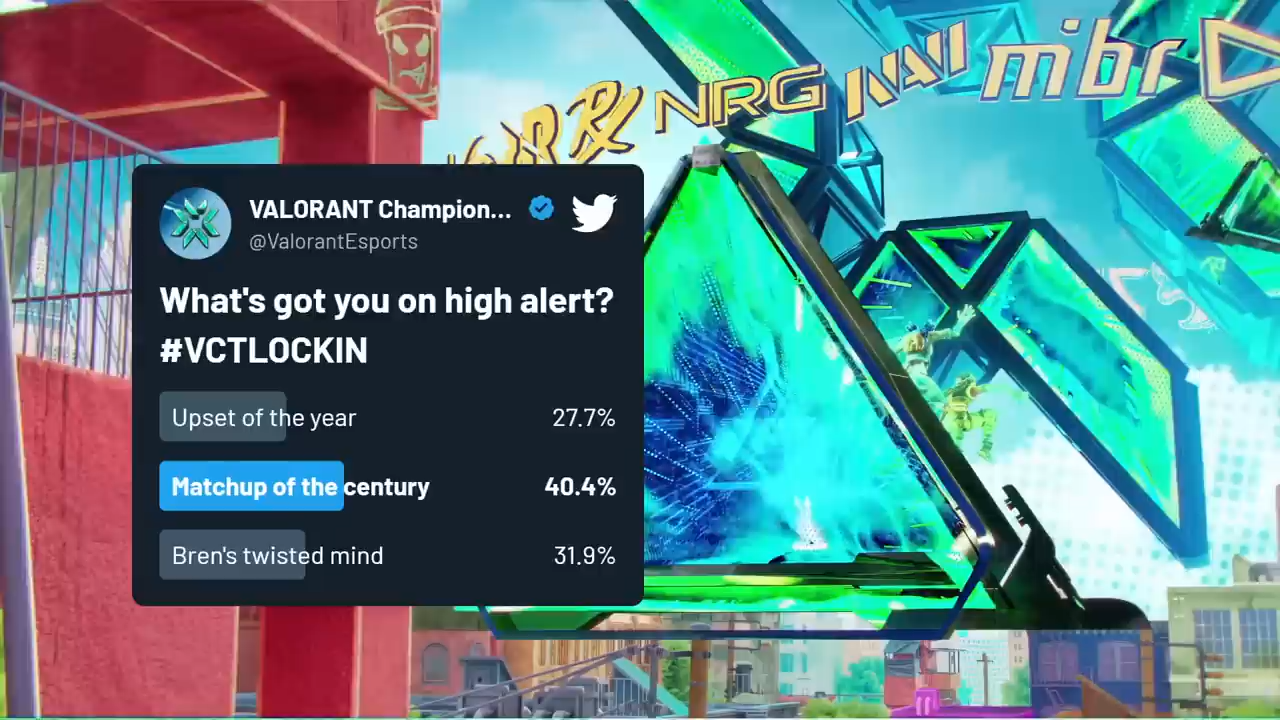 NRG
NAVI
mibr
VALORANT Champion...
@ValorantEsports
What's got you on high alert?
#VCTLOCKIN
Upset of the year 27.7%
Matchup of the century 40.4%
Bren's twisted mind 31.9%